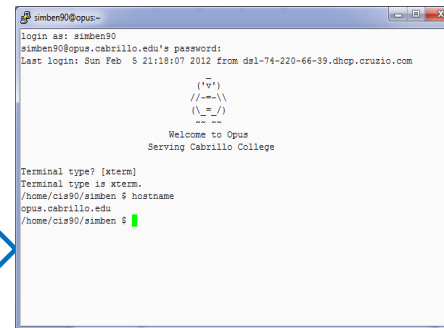 simben90@opus:~
login as: simben90
simben90@opus.cabrillo.edu's password:
Last login: Sun Feb  5 21:18:07 2012 from dsl-74-220-66-39.dhcp.cruzio.com
_
('v')
//-=-\\
(\_=_/)
~~ ~~
Welcome to Opus
Serving Cabrillo College
Terminal type? [xterm]
Terminal type is xterm.
/home/cis90/simben $ hostname
opus.cabrillo.edu
/home/cis90/simben $